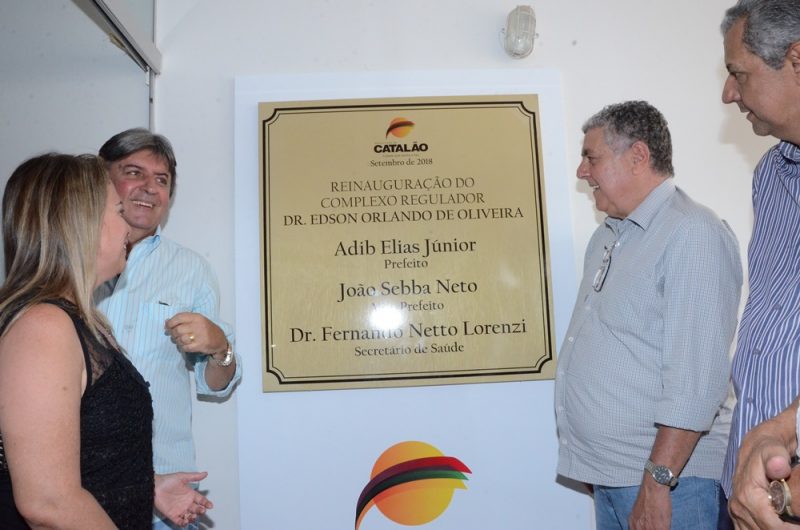 CATALÃO
Setembro de 2018
REINAUGURAÇÃO DO
COMPLEXO REGULADOR
DR. EDSON ORLANDO DE OLIVEIRA
Adib Elias Júnior
Prefeito
João Sebba Neto
Prefeito
Dr. Fernando Netto Lorenzi
Secretário de Saúde